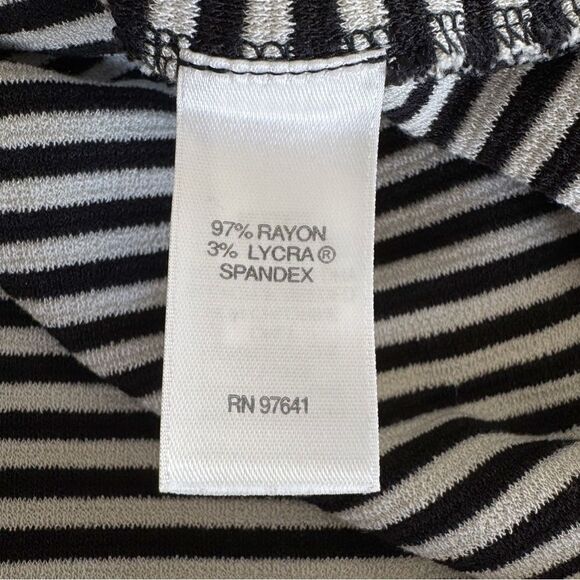 97% RAYON
3% LYCRA®
SPANDEX
RN 97641